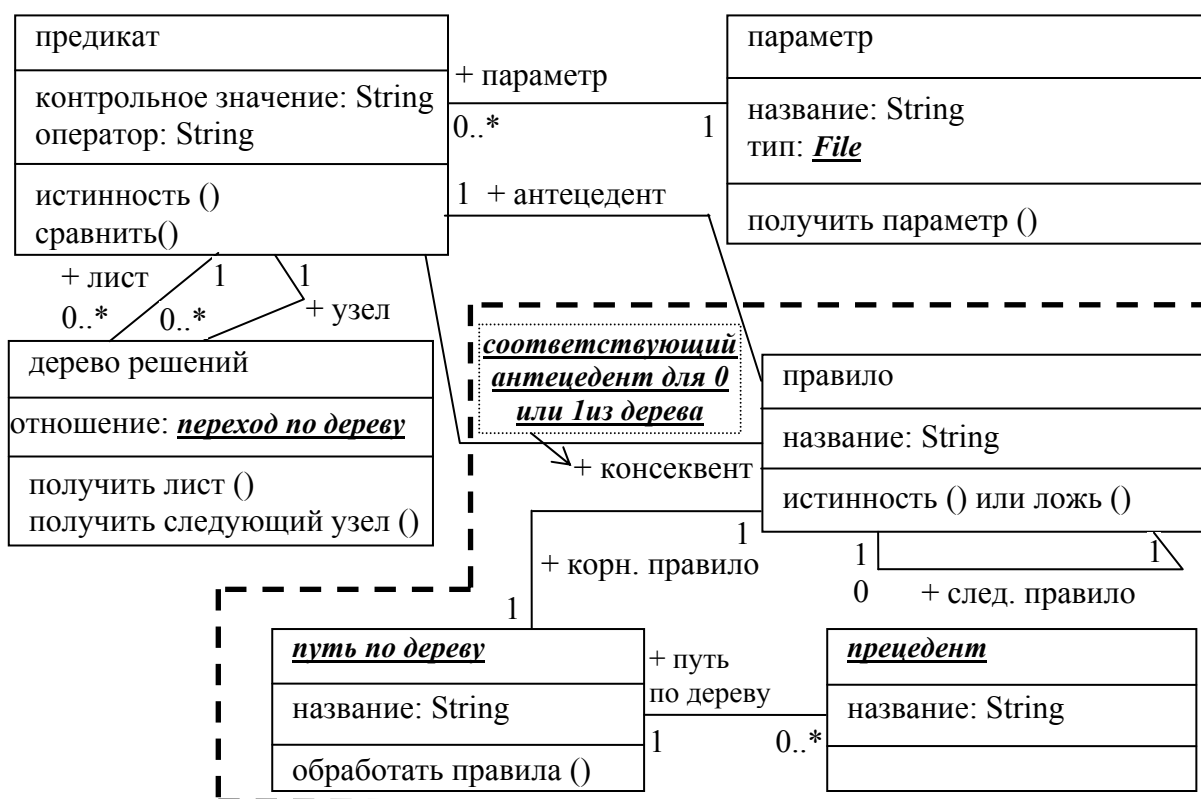 предикат
контрольное значение: String
оператор: String
истинность ()
сравнить()
+ параметр
0..*
1
параметр
название: String
тип: File
получить параметр ()
1 + антецедент
+ лист
0..*
1
0..*
1
+ узел
дерево решений
отношение: переход по дереву
получить лист ()
получить следующий узел ()
соответствующий
антецедент для 0
или 1из дерева
+ консеквент
правило
название: String
истинность () или ложь ()
1
+ корн. правило
1
1
0
1
+ след. правило
путь по дереву
название: String
обработать правила ()
+ путь
по дереву
1
0..*
прецедент
название: String